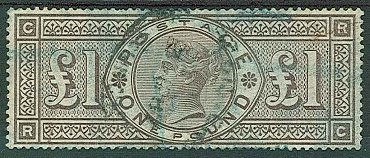 C R
POSTAGE
£1 £1
ONE POUND
R C